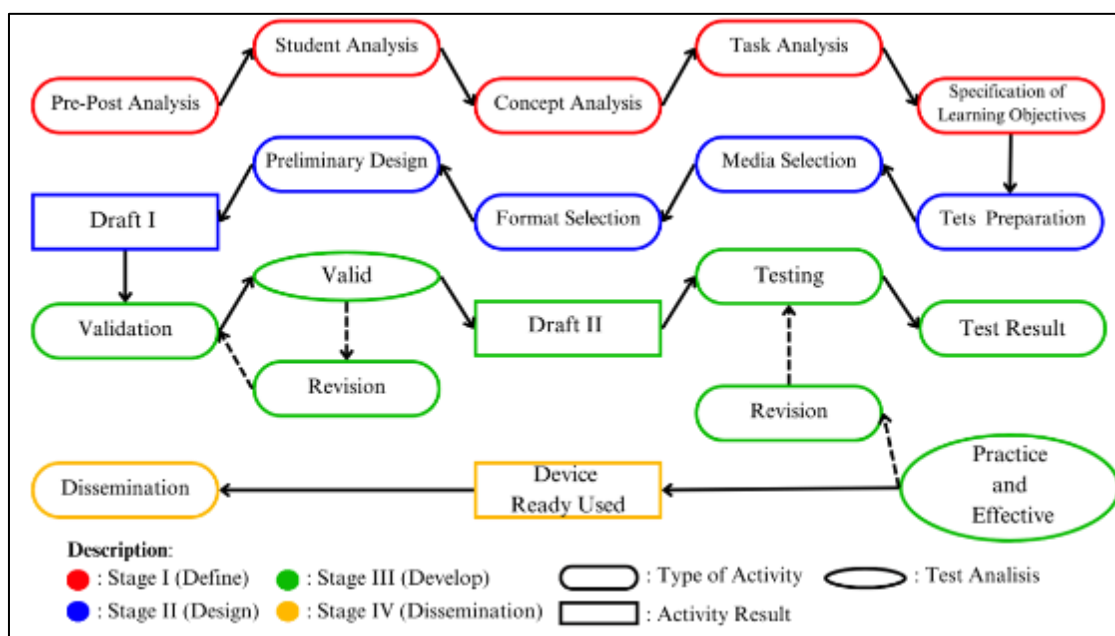 Student Analysis
Task Analysis
Pre-Post Analysis
Concept Analysis
Specification of
Learning Objectives
Preliminary Design
Media Selection
Draft I
Format Selection
Tets Preparation
Valid
Testing
Validation
Draft II
Test Result
Revision
Revision
Practice
and
Effective
Dissemination
Device
Ready Used
Description:
: Stage I (Define)
: Stage III (Develop)
: Type of Activity
: Test Analisis
: Stage II (Design)
: Stage IV (Dissemination)
: Activity Result